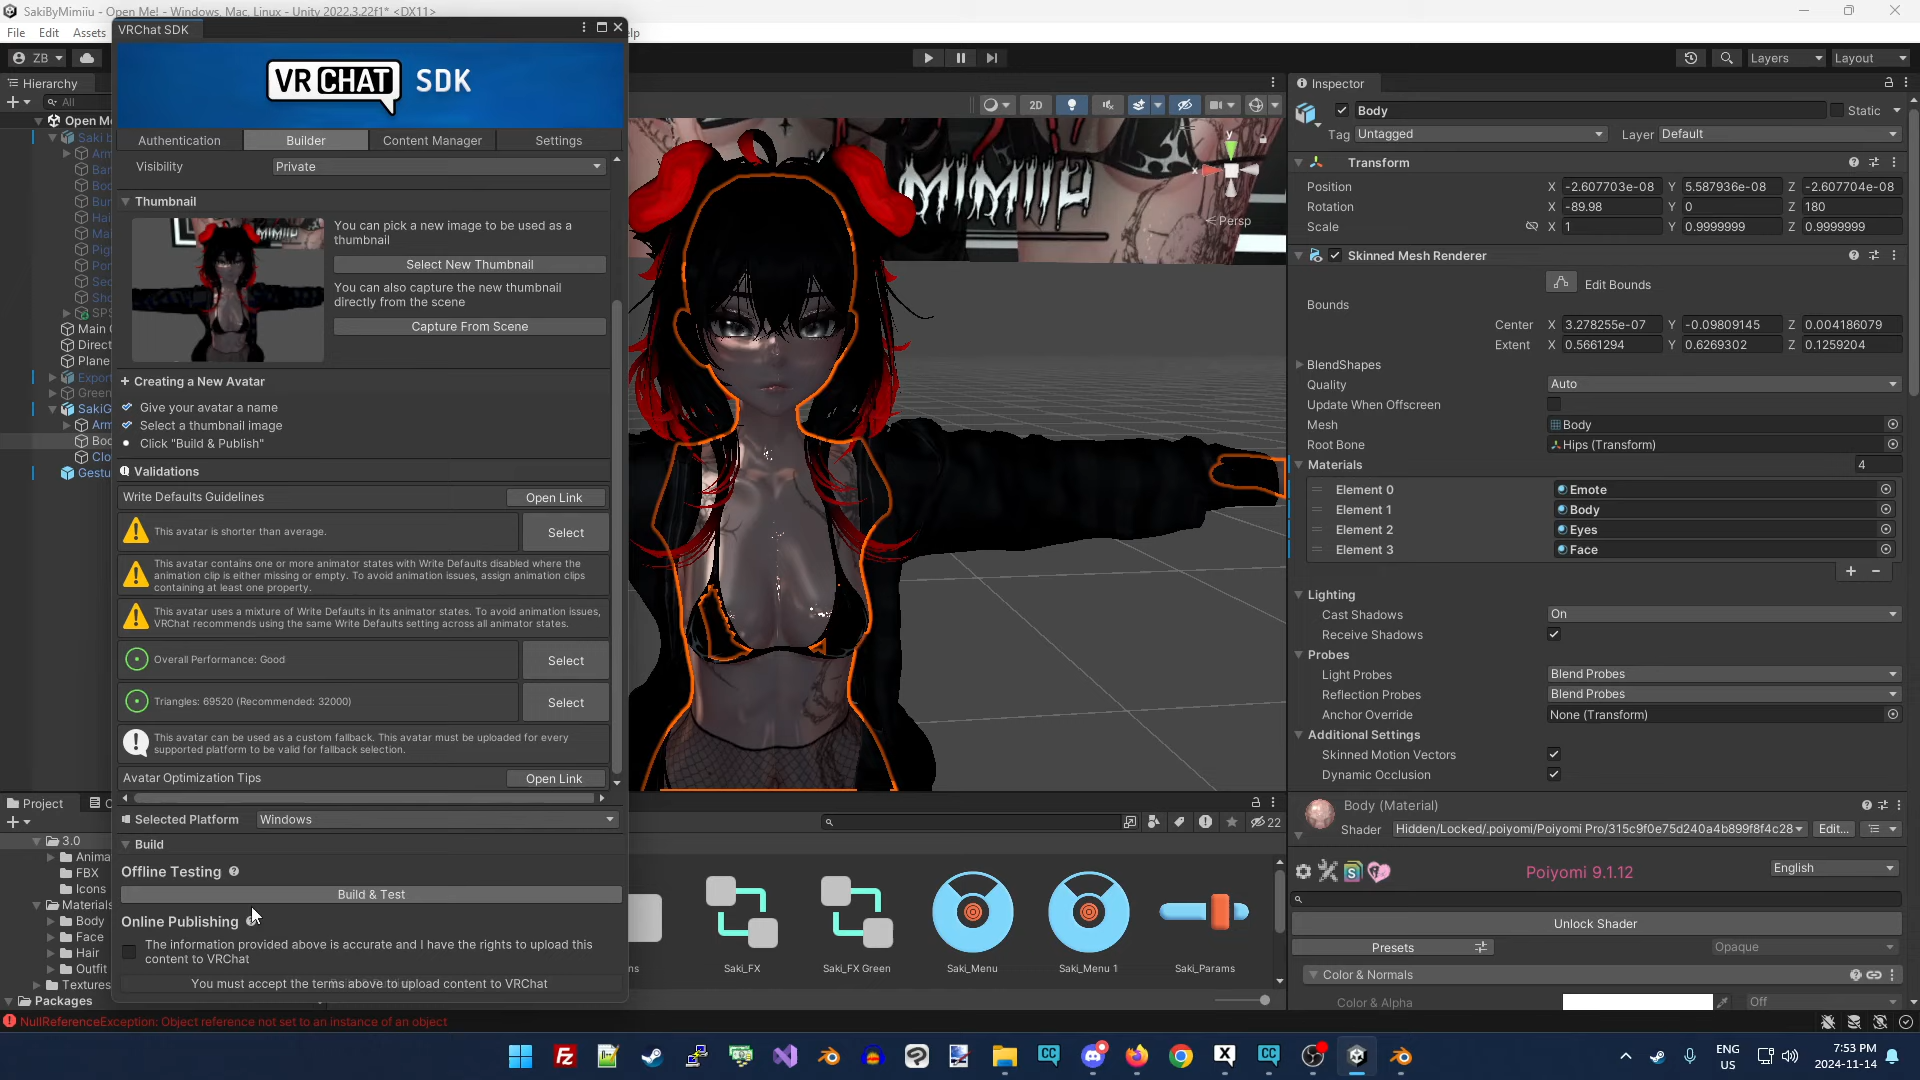 SakiByMimiiu - Open Me! - Windows, Mac, Linux - Unity 2022.3.22f1* <DX11>
File Edit Assets
VRChat SDK
ZB
Layers
Layout
VRCHAT SDK
Authentication Builder Content Manager Settings
Visibility Private
Thumbnail
You can pick a new image to be used as a
thumbnail
Select New Thumbnail
You can also capture the new thumbnail
directly from the scene
Capture From Scene
+ Creating a New Avatar
Give your avatar a name
Select a thumbnail image
Click "Build & Publish"
Validations
Write Defaults Guidelines Open Link
This avatar is shorter than average. Select
This avatar contains one or more animator states with Write Defaults disabled where the
animation clip is either missing or empty. To avoid animation issues, assign animation clips
containing at least one property.
This avatar uses a mixture of Write Defaults in its animator states. To avoid animation issues,
VRChat recommends using the same Write Defaults setting across all animator states.
Overall Performance: Good Select
Triangles: 69520 (Recommended: 32000) Select
This avatar can be used as a custom fallback. This avatar must be uploaded for every
supported platform to be valid for fallback selection.
Avatar Optimization Tips Open Link
Selected Platform Windows
Build
Offline Testing
Build & Test
Online Publishing
The information provided above is accurate and I have the rights to upload this
content to VRChat
You must accept the terms above to upload content to VRChat
Hierarchy
All
Open Me
Saki b
Main
Direct
Plane
Export
Green
SakiG
Arm
Clo
Gestu
2D
MIMIIU
y
x
Persp
Project
3.0
Anima
FBX
Icons
Materials
Body
Face
Hair
Outfit
Textures
Packages
22
Saki_FX Saki_FX Green Saki_Menu Saki_Menu 1 Saki_Params
Inspector
Body Static
Tag Untagged Layer Default
Transform
Position X -2.607703e-08 Y 5.587936e-08 Z -2.607704e-08
Rotation X -89.98 Y 0 Z 180
Scale X 1 Y 0.9999999 Z 0.9999999
Skinned Mesh Renderer
Edit Bounds
Bounds
Center X 3.278255e-07 Y -0.09809145 Z 0.004186079
Extent X 0.5661294 Y 0.6269302 Z 0.1259204
BlendShapes
Quality Auto
Update When Offscreen
Mesh Body
Root Bone Hips (Transform)
Materials 4
Element 0 Emote
Element 1 Body
Element 2 Eyes
Element 3 Face
Lighting
Cast Shadows On
Receive Shadows
Probes
Light Probes Blend Probes
Reflection Probes Blend Probes
Anchor Override None (Transform)
Additional Settings
Skinned Motion Vectors
Dynamic Occlusion
Body (Material)
Shader Hidden/Locked/.poiyomi/Poiyomi Pro/315c9f0e75d240a4b899f8f4c28 Edit...
Poiyomi 9.1.12 English
Unlock Shader
Presets Opaque
Color & Normals
Color & Alpha Off
NullReferenceException: Object reference not set to an instance of an object
ENG
US
7:53 PM
2024-11-14